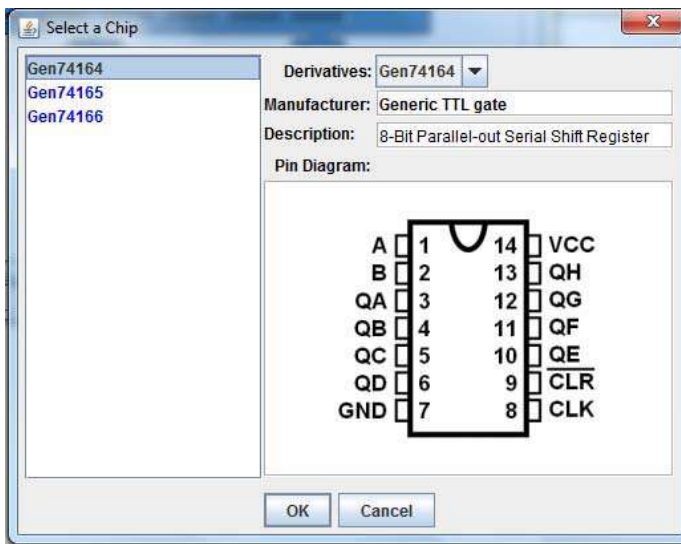 Select a Chip
Gen74164
Gen74165
Gen74166
Derivatives: Gen74164
Manufacturer: Generic TTL gate
Description: 8-Bit Parallel-out Serial Shift Register
Pin Diagram:
A 1 14 VCC
B 2 13 QH
QA 3 12 QG
QB 4 11 QF
QC 5 10 QE
QD 6 9 CLR
GND 7 8 CLK
OK Cancel